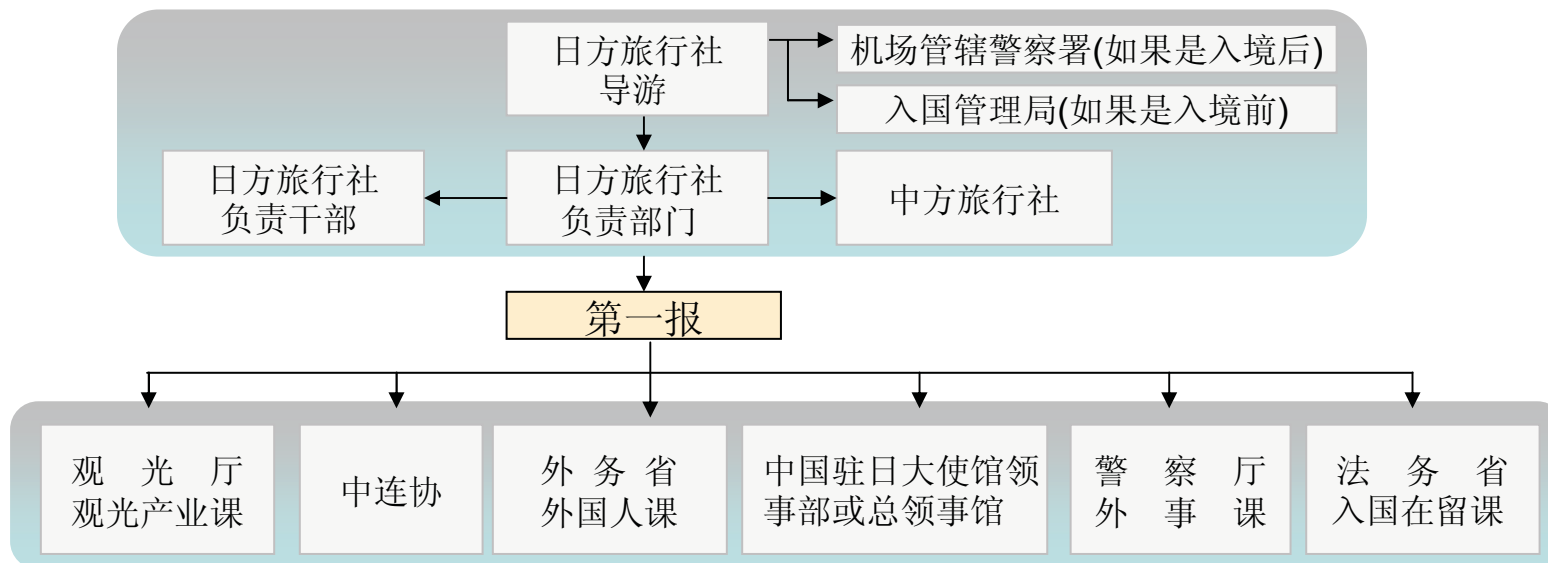 日方旅行社
导游
机场管辖警察署(如果是入境后)
入国管理局(如果是入境前)
日方旅行社
负责干部
日方旅行社
负责部门
中方旅行社
第一报
观 光 厅
观光产业课
中连协
外 务 省
外国人课
中国驻日大使馆领
事部或总领事馆
警 察 厅
外 事 课
法 务 省
入国在留课